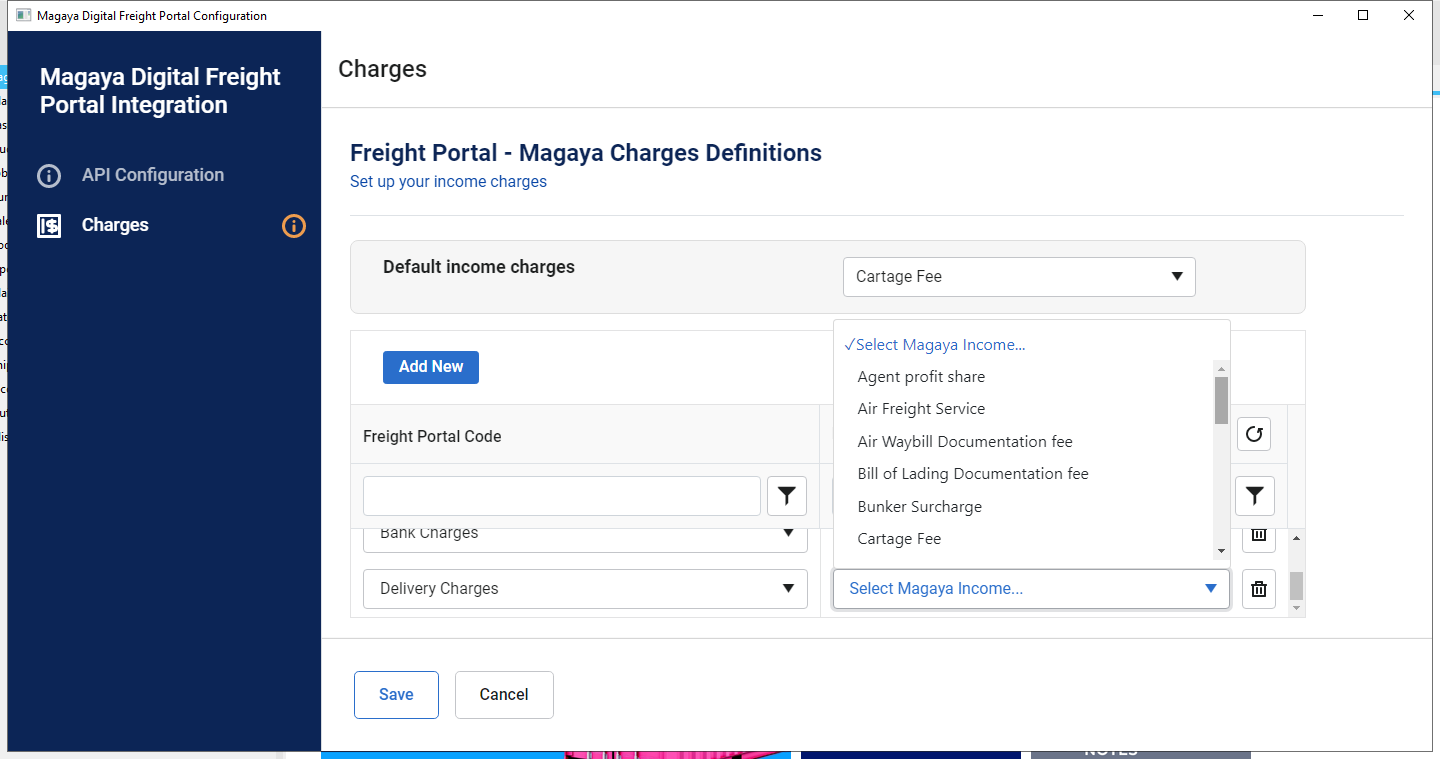 Magaya Digital Freight Portal Configuration
Magaya Digital Freight
Portal Integration
API Configuration
Charges
Charges
Freight Portal - Magaya Charges Definitions
Set up your income charges
Default income charges
Cartage Fee
Add New
✓Select Magaya Income...
Agent profit share
Air Freight Service
Air Waybill Documentation fee
Bill of Lading Documentation fee
Bunker Surcharge
Cartage Fee
Freight Portal Code
Bank Charges
Delivery Charges
Select Magaya Income...
Save
Cancel
NOTES